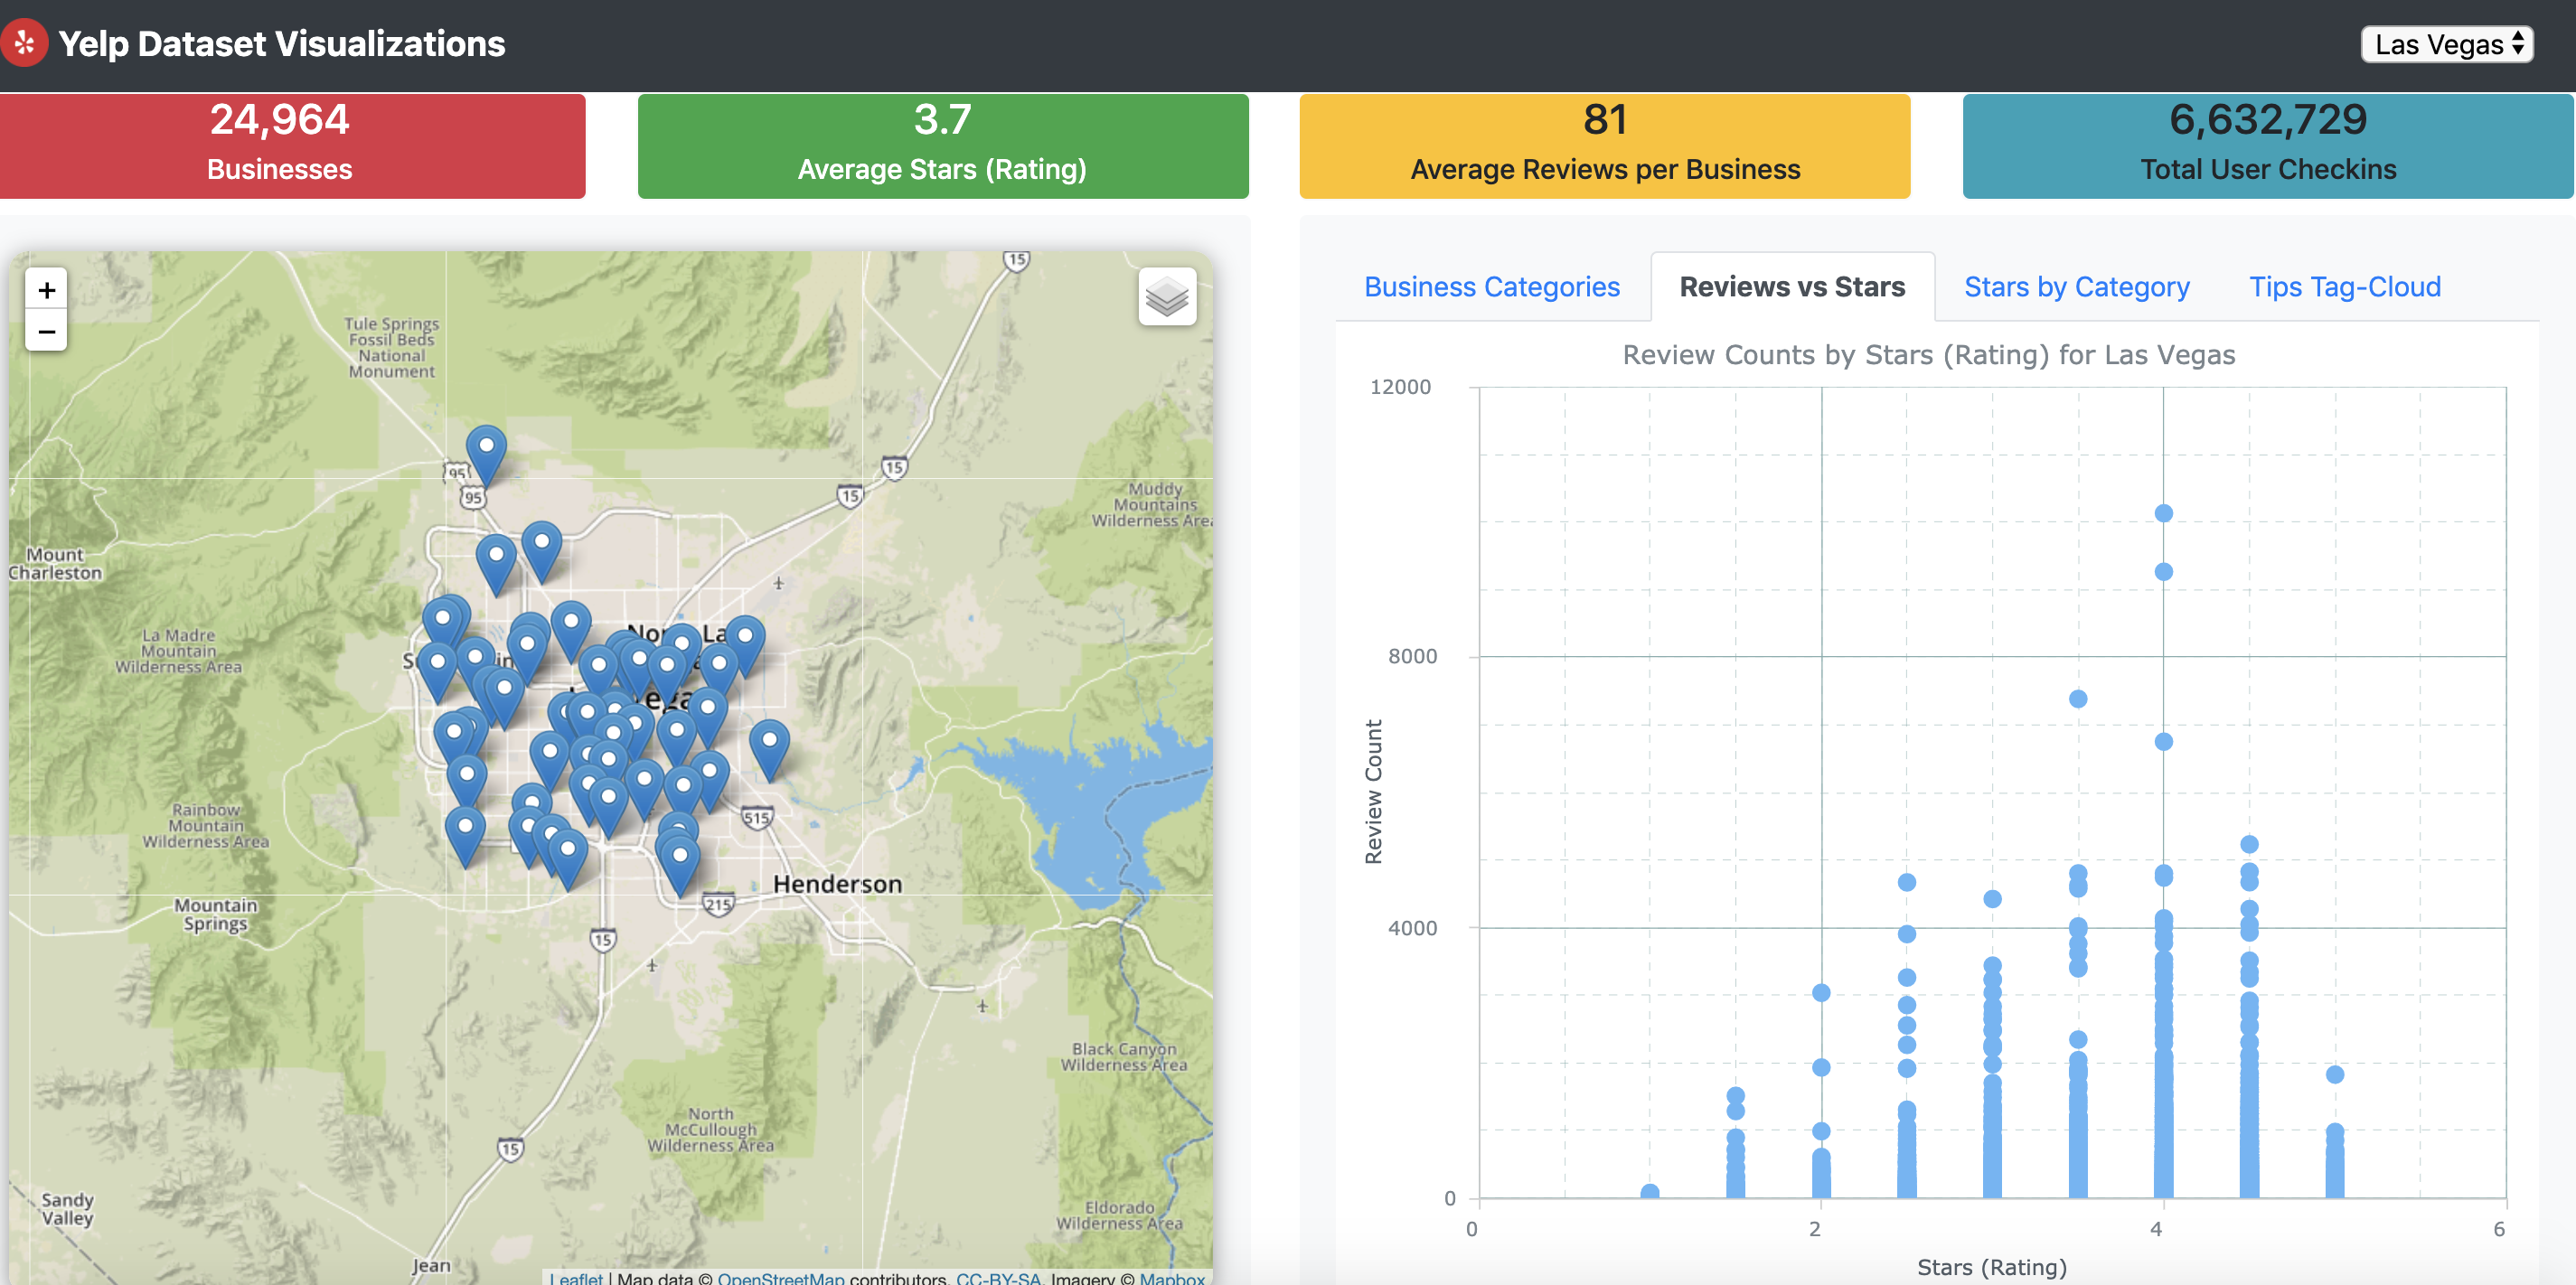 Yelp Dataset Visualizations
Las Vegas
24,964
Businesses
3.7
Average Stars (Rating)
81
Average Reviews per Business
6,632,729
Total User Checkins
+
−
15
Tule Springs
Fossil Beds
National
Monument
95
95
15
15
Muddy
Mountains
Wilderness Area
Mount
Charleston
La Madre
Mountain
Wilderness Area
Rainbow
Mountain
Wilderness Area
515
Henderson
215
Mountain
Springs
15
Black Canyon
Wilderness Area
North
McCullough
Wilderness Area
15
Sandy
Valley
Eldorado
Wilderness Area
Jean
Leaflet | Map data © OpenStreetMap contributors, CC-BY-SA, Imagery © Mapbox
Business Categories
Reviews vs Stars
Stars by Category
Tips Tag-Cloud
Review Counts by Stars (Rating) for Las Vegas
12000
8000
4000
0
Review Count
0
2
4
6
Stars (Rating)